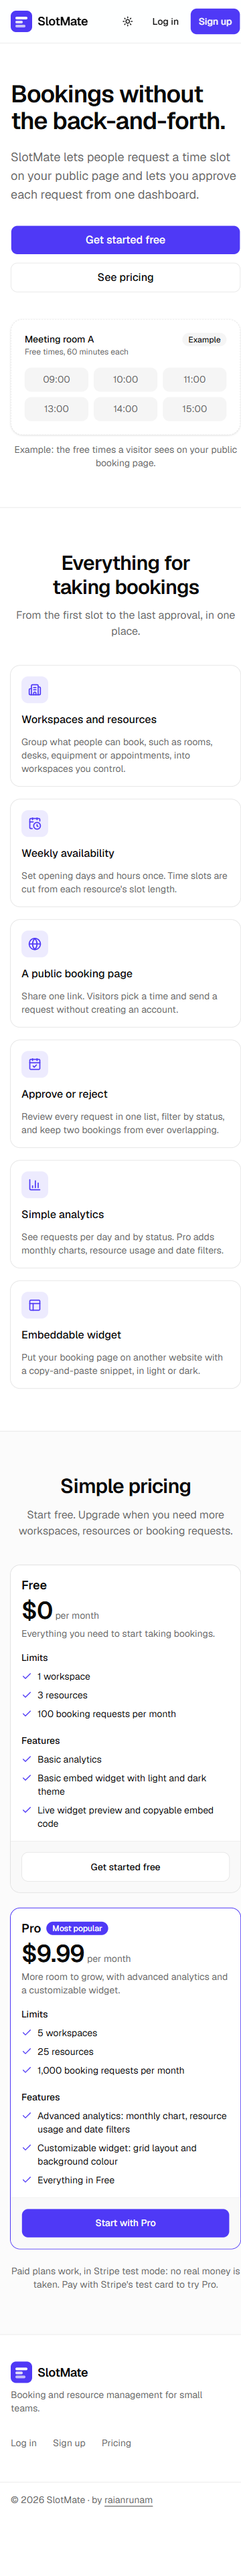 SlotMate
Log in
Sign up
Bookings without
the back-and-forth.
SlotMate lets people request a time slot
on your public page and lets you approve
each request from one dashboard.
Get started free
See pricing
Meeting room A
Example
Free times, 60 minutes each
09:00
10:00
11:00
13:00
14:00
15:00
Example: the free times a visitor sees on your public
booking page.
Everything for
taking bookings
From the first slot to the last approval, in one
place.
Workspaces and resources
Group what people can book, such as rooms,
desks, equipment or appointments, into
workspaces you control.
Weekly availability
Set opening days and hours once. Time slots are
cut from each resource's slot length.
A public booking page
Share one link. Visitors pick a time and send a
request without creating an account.
Approve or reject
Review every request in one list, filter by status,
and keep two bookings from ever overlapping.
Simple analytics
See requests per day and by status. Pro adds
monthly charts, resource usage and date filters.
Embeddable widget
Put your booking page on another website with
a copy-and-paste snippet, in light or dark.
Simple pricing
Start free. Upgrade when you need more
workspaces, resources or booking requests.
Free
$0 per month
Everything you need to start taking bookings.
Limits
1 workspace
3 resources
100 booking requests per month
Features
Basic analytics
Basic embed widget with light and dark
theme
Live widget preview and copyable embed
code
Get started free
Pro
Most popular
$9.99 per month
More room to grow, with advanced analytics and
a customizable widget.
Limits
5 workspaces
25 resources
1,000 booking requests per month
Features
Advanced analytics: monthly chart, resource
usage and date filters
Customizable widget: grid layout and
background colour
Everything in Free
Start with Pro
Paid plans work, in Stripe test mode: no real money is
taken. Pay with Stripe's test card to try Pro.
SlotMate
Booking and resource management for small
teams.
Log in
Sign up
Pricing
© 2026 SlotMate · by raianrunam